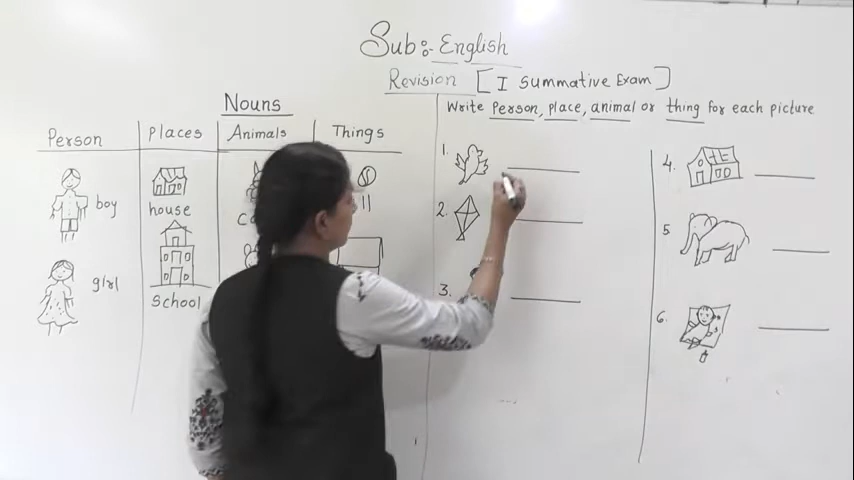 Sub:- English
Revision [I Summative Exam]
Nouns
Person Places Animals Things
boy
house
girl
School
Write person, place, animal or thing for each picture
1.
2.
3.
4.
5
6.